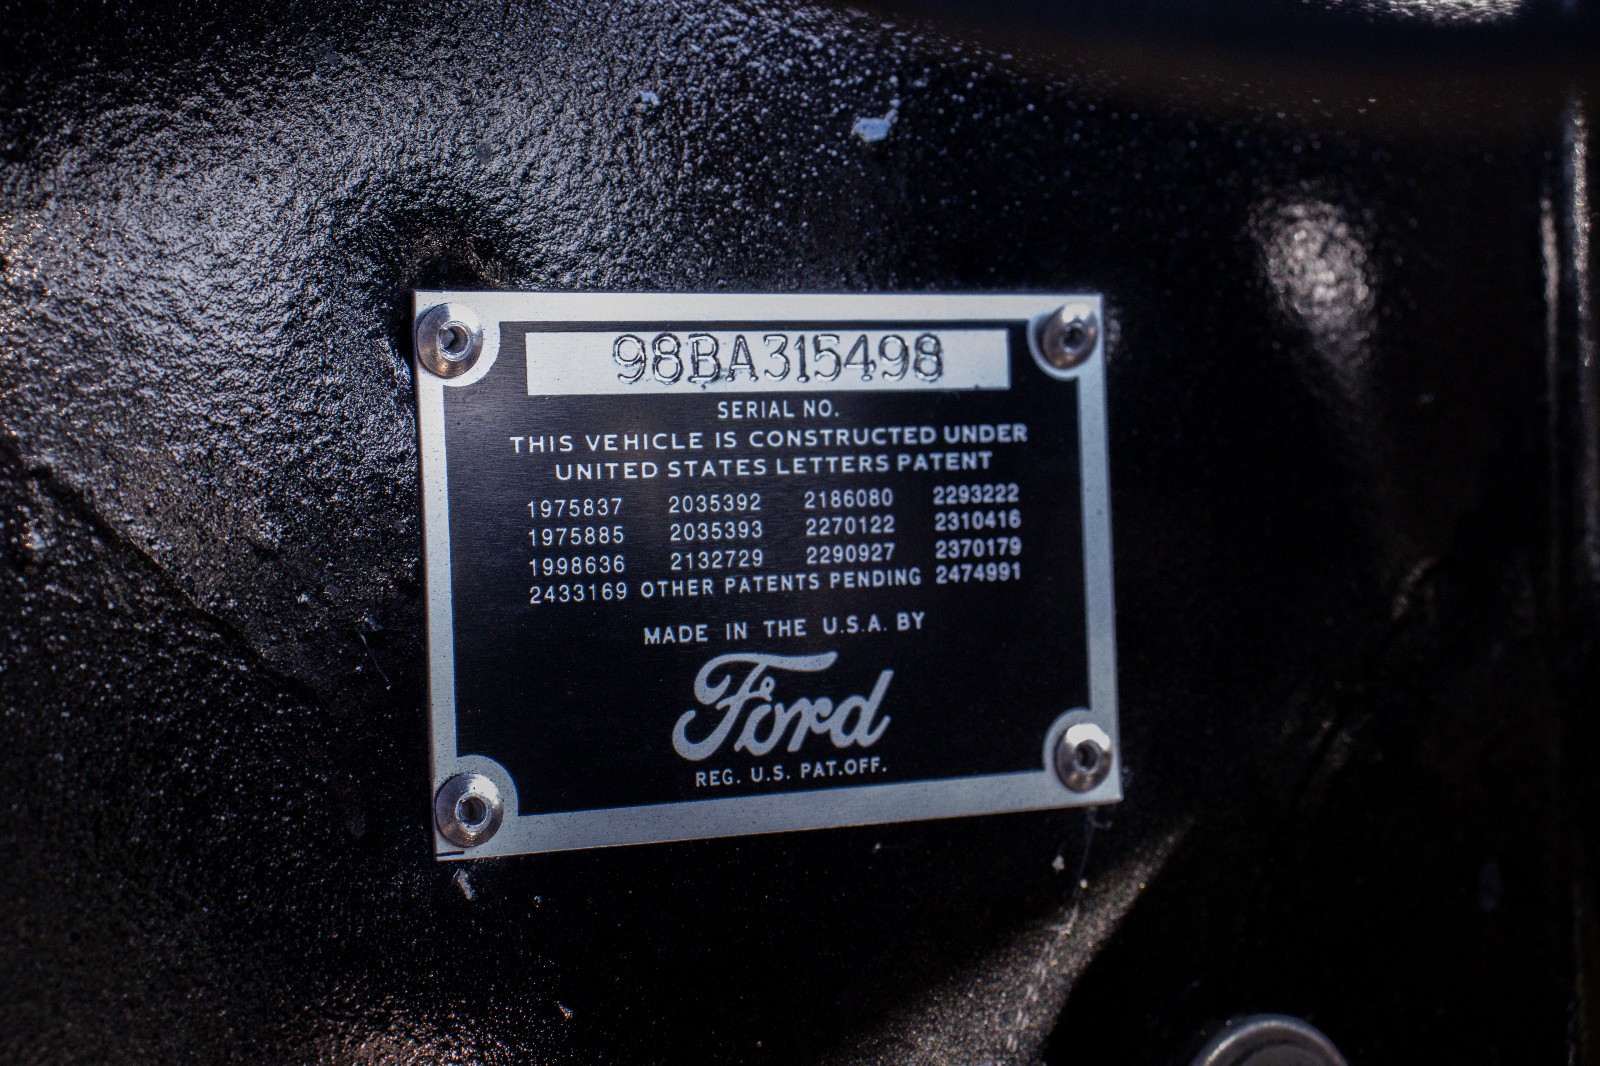 98BA315498
SERIAL NO.
THIS VEHICLE IS CONSTRUCTED UNDER
UNITED STATES LETTERS PATENT
1975837 2035392 2186080 2293222
1975885 2035393 2270122 2310416
1998636 2132729 2290927 2370179
2433169 OTHER PATENTS PENDING 2474991
MADE IN THE U.S.A. BY
Ford
REG. U.S. PAT.OFF.